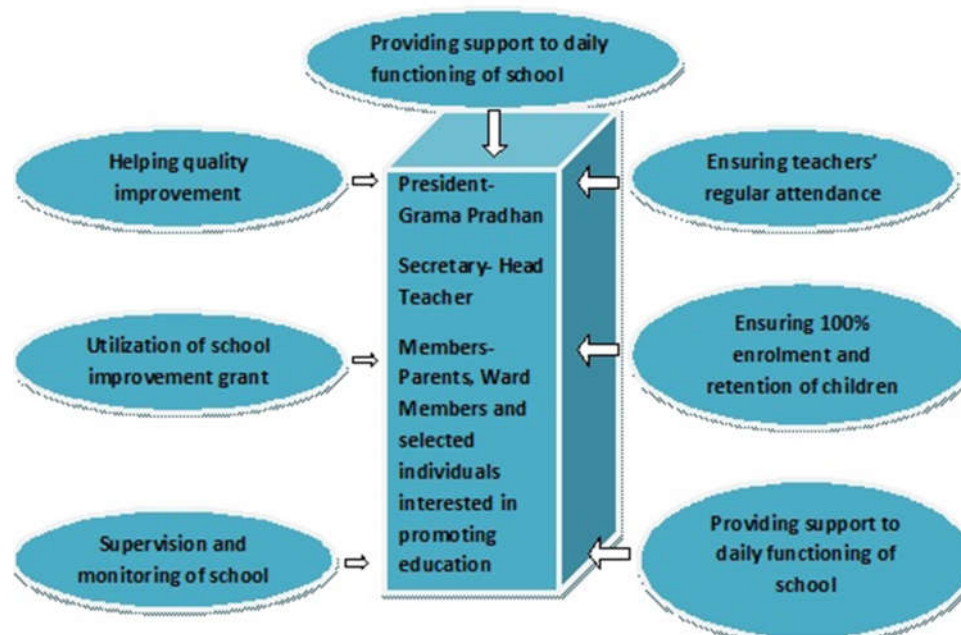 Providing support to daily
functioning of school
Helping quality
improvement
President-
Grama Pradhan
Secretary- Head
Teacher
Members-
Parents, Ward
Members and
selected
individuals
interested in
promoting
education
Ensuring teachers’
regular attendance
Utilization of school
improvement grant
Ensuring 100%
enrolment and
retention of children
Supervision and
monitoring of school
Providing support to
daily functioning of
school